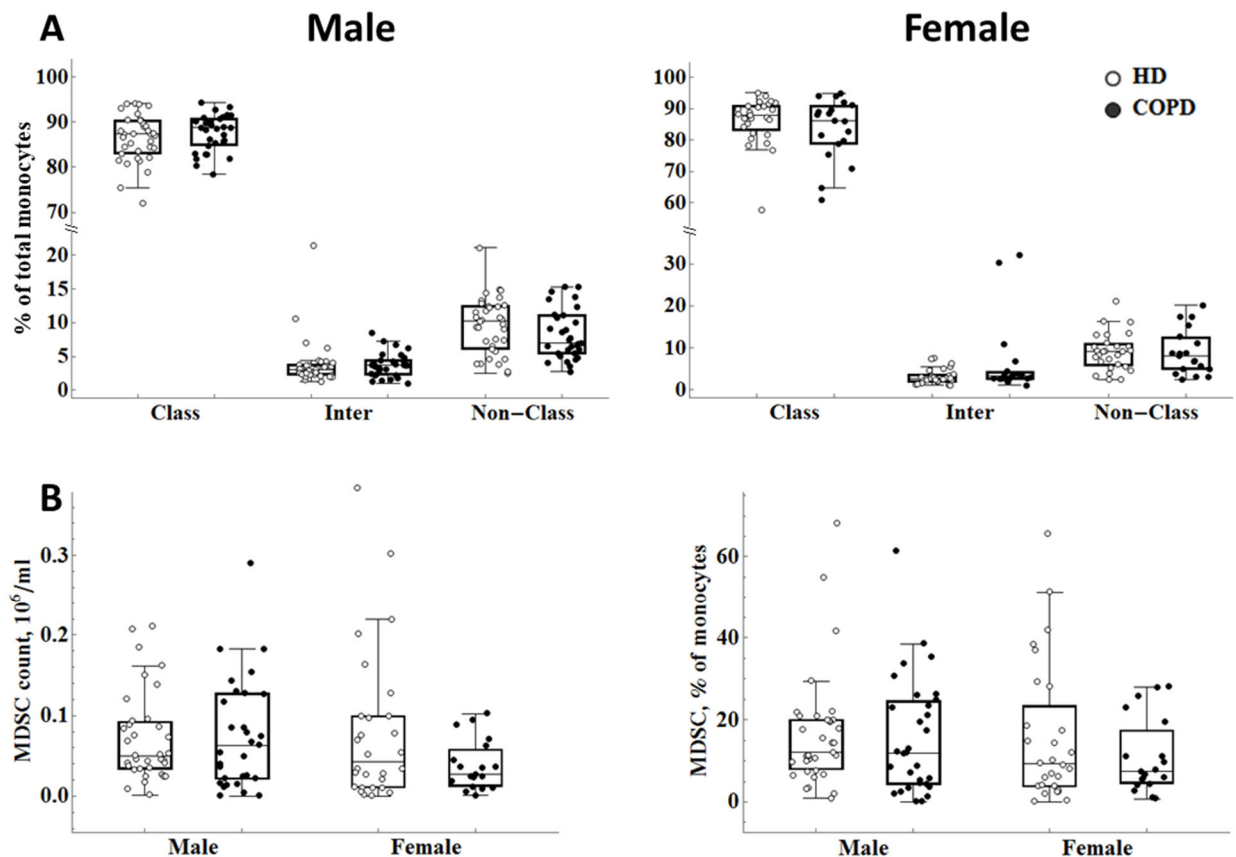 A
Male
Female
HD
COPD
% of total monocytes
100
90
80
70
20
15
10
5
0
Class
Inter
Non-Class
100
90
80
70
60
30
20
10
0
Class
Inter
Non-Class
B
MDSC count, 10⁶/ml
0.3
0.2
0.1
0.0
Male
Female
MDSC, % of monocytes
60
40
20
0
Male
Female